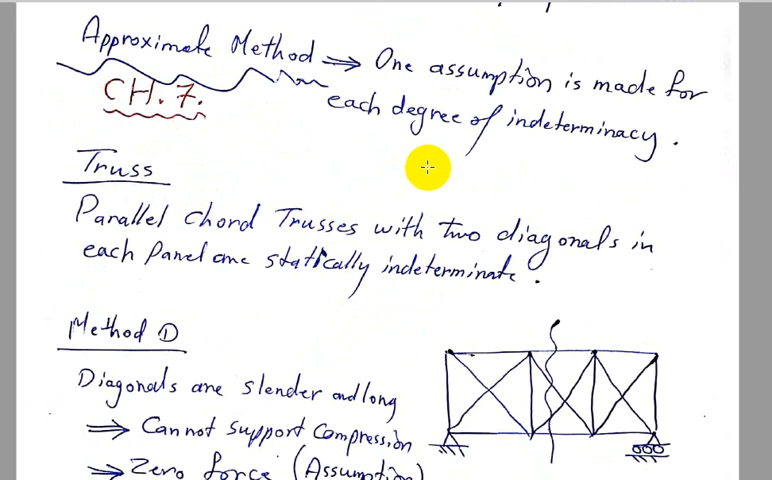 Approximate Method ⇒ One assumption is made for
each degree of indeterminacy.
CH.7.
Truss
Parallel chord Trusses with two diagonals in
each Panel are statically indeterminate.
Method ①
Diagonals are slender and long
⇒ Cannot support Compression
⇒ Zero force (Assumption)